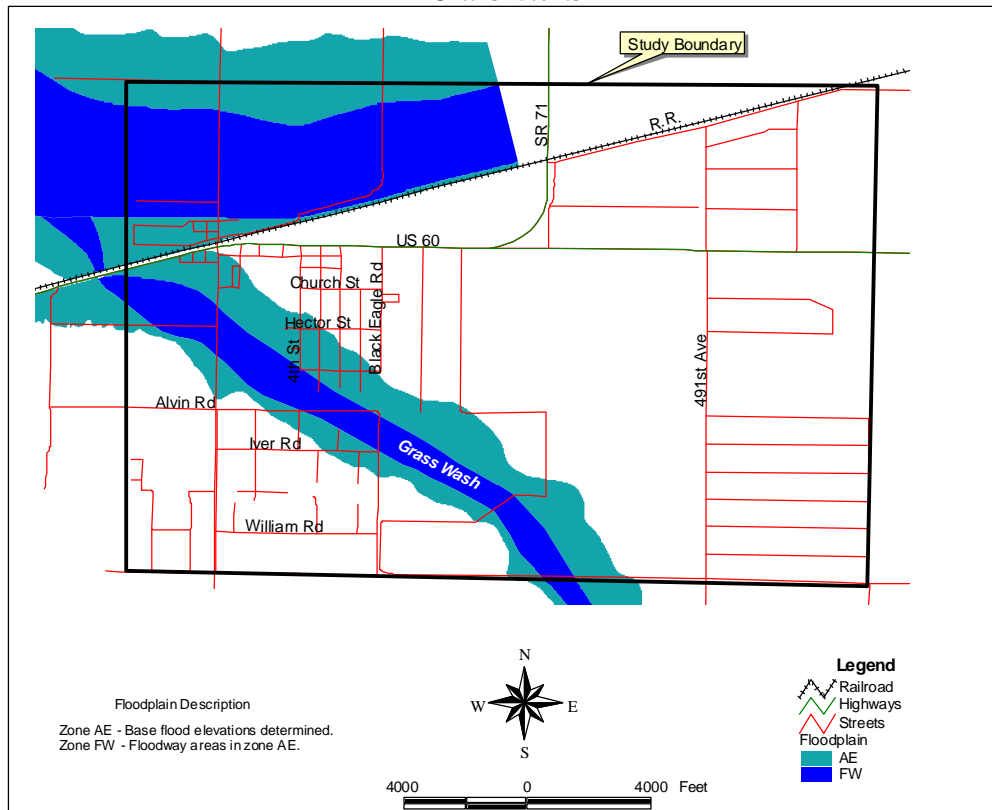 Study Boundary
SR 71
R.R.
US 60
Church St
Hector St
4th St
Black Eagle Rd
491st Ave
Alvin Rd
Iver Rd
Grass Wash
William Rd
N
W
E
S
Floodplain Description
Zone AE - Base flood elevations determined.
Zone FW - Floodway areas in zone AE.
Legend
Railroad
Highways
Streets
Floodplain
AE
FW
4000 0 4000 Feet